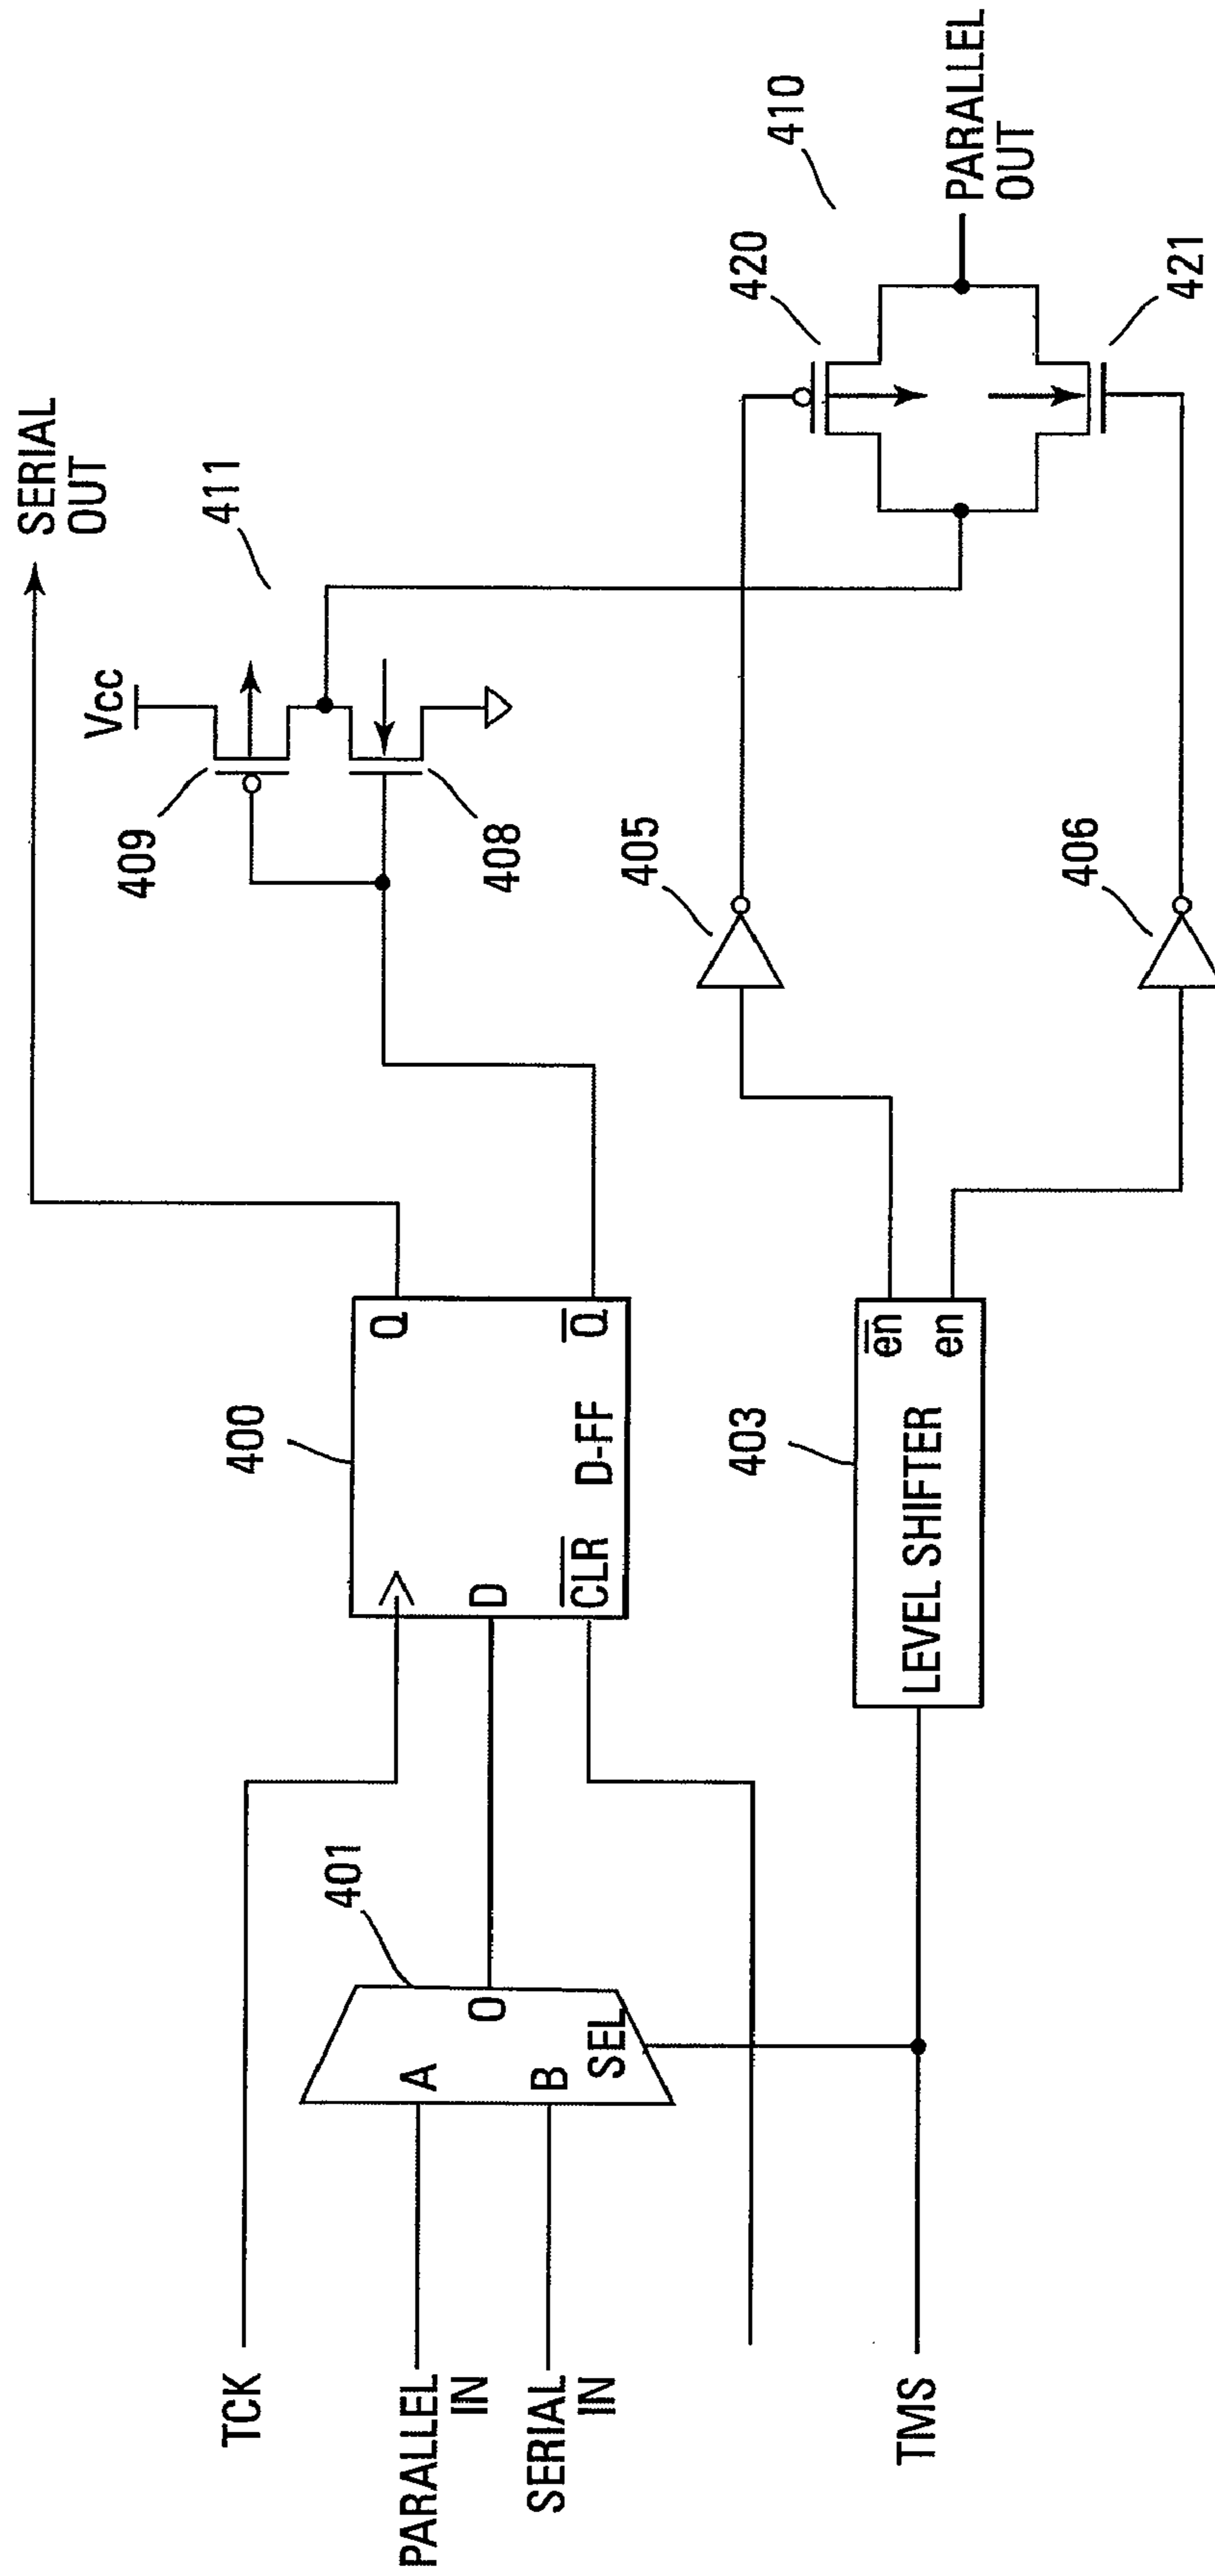 SERIAL
OUT
Vcc
411
409
408
TCK
401
400
Q
Q
D
CLR
D-FF
PARALLEL
IN
A
O
SERIAL
IN
B
SEL
405
420
410
403
en
en
LEVEL SHIFTER
PARALLEL
OUT
TMS
406
421